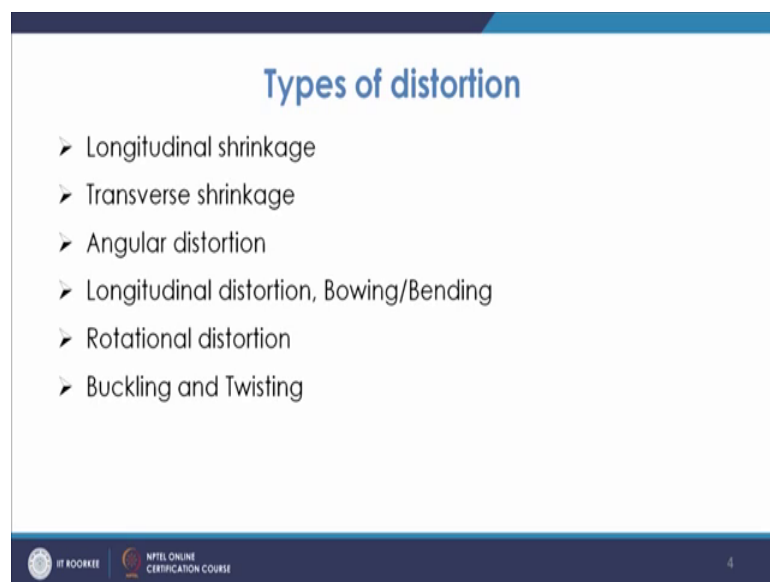 Types of distortion
➢ Longitudinal shrinkage
➢ Transverse shrinkage
➢ Angular distortion
➢ Longitudinal distortion, Bowing/Bending
➢ Rotational distortion
➢ Buckling and Twisting
IIT ROORKEE
NPTEL ONLINE
CERTIFICATION COURSE
4